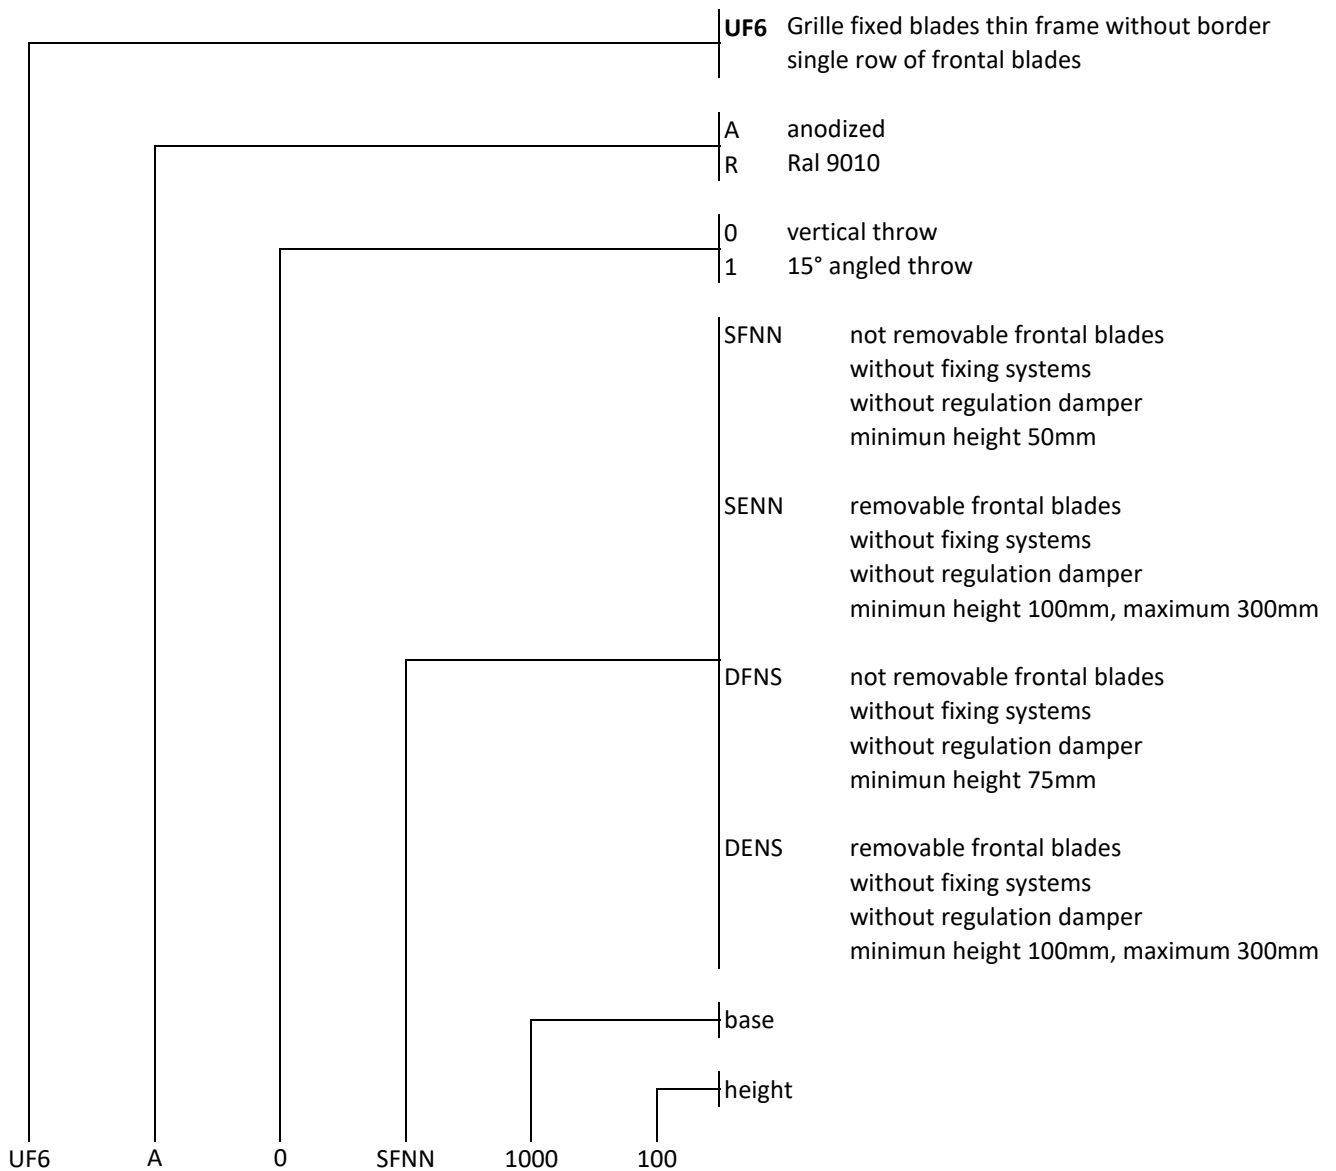 UF6 Grille fixed blades thin frame without border
single row of frontal blades
A anodized
R Ral 9010
0 vertical throw
1 15° angled throw
SFNN not removable frontal blades
without fixing systems
without regulation damper
minimun height 50mm
SENN removable frontal blades
without fixing systems
without regulation damper
minimun height 100mm, maximum 300mm
DFNS not removable frontal blades
without fixing systems
without regulation damper
minimun height 75mm
DENS removable frontal blades
without fixing systems
without regulation damper
minimun height 100mm, maximum 300mm
base
height
UF6 A 0 SFNN 1000 100